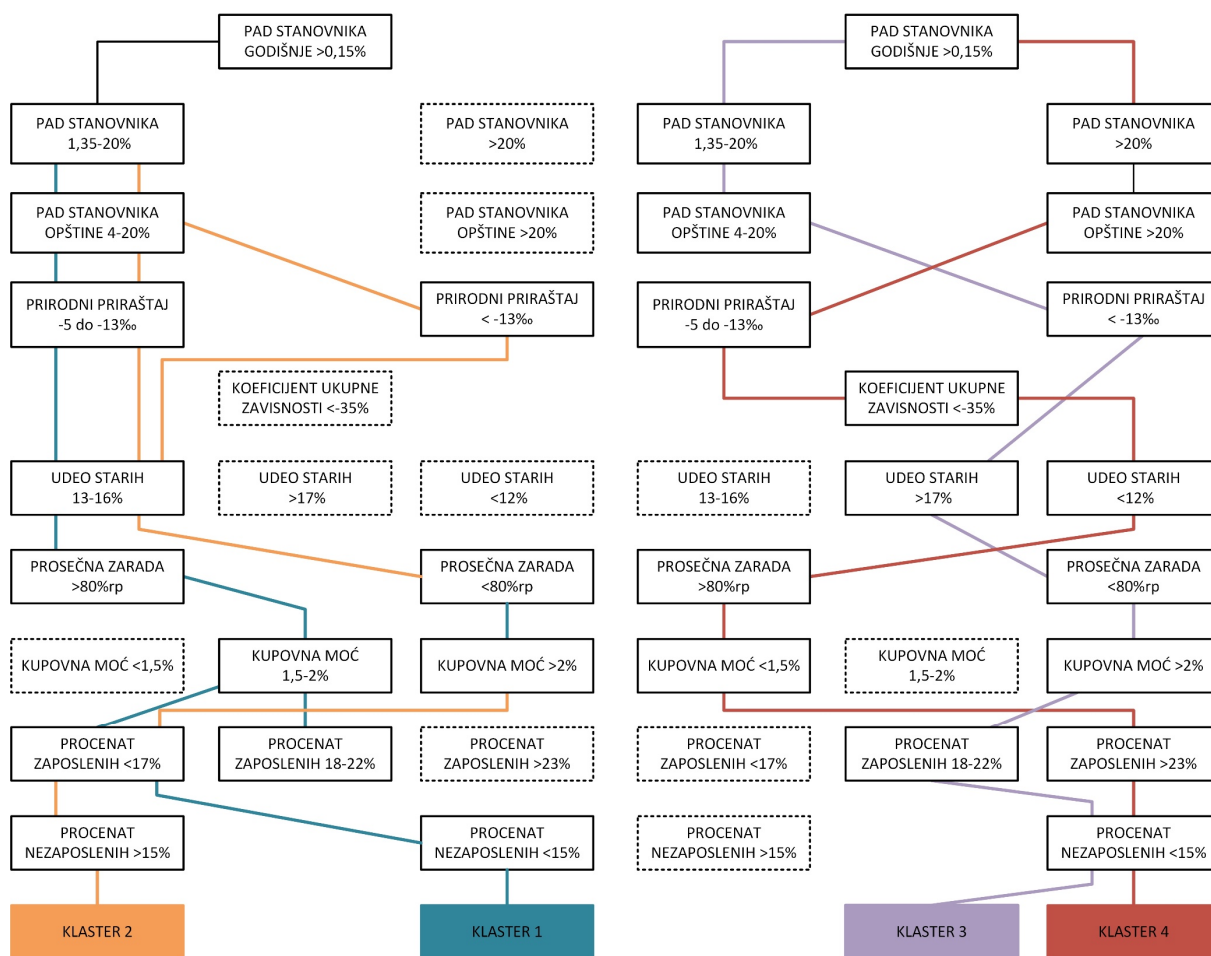 PAD STANOVNIKA
GODIŠNJE >0,15%
PAD STANOVNIKA
1,35-20%
PAD STANOVNIKA
>20%
PAD STANOVNIKA
OPŠTINE 4-20%
PAD STANOVNIKA
OPŠTINE >20%
PRIRODNI PRIRAŠTAJ
-5 do -13‰
PRIRODNI PRIRAŠTAJ
< -13‰
KOEFICIJENT UKUPNE
ZAVISNOSTI <-35%
UDEO STARIH
13-16%
UDEO STARIH
>17%
UDEO STARIH
<12%
PROSEČNA ZARADA
>80%rp
PROSEČNA ZARADA
<80%rp
KUPOVNA MOĆ <1,5%
KUPOVNA MOĆ
1,5-2%
KUPOVNA MOĆ >2%
PROCENAT
ZAPOSLENIH <17%
PROCENAT
ZAPOSLENIH 18-22%
PROCENAT
ZAPOSLENIH >23%
PROCENAT
NEZAPOSLENIH >15%
PROCENAT
NEZAPOSLENIH <15%
KLASTER 2
KLASTER 1
PAD STANOVNIKA
GODIŠNJE >0,15%
PAD STANOVNIKA
1,35-20%
PAD STANOVNIKA
>20%
PAD STANOVNIKA
OPŠTINE 4-20%
PAD STANOVNIKA
OPŠTINE >20%
PRIRODNI PRIRAŠTAJ
-5 do -13‰
PRIRODNI PRIRAŠTAJ
< -13‰
KOEFICIJENT UKUPNE
ZAVISNOSTI <-35%
UDEO STARIH
13-16%
UDEO STARIH
>17%
UDEO STARIH
<12%
PROSEČNA ZARADA
>80%rp
PROSEČNA ZARADA
<80%rp
KUPOVNA MOĆ <1,5%
KUPOVNA MOĆ
1,5-2%
KUPOVNA MOĆ >2%
PROCENAT
ZAPOSLENIH <17%
PROCENAT
ZAPOSLENIH 18-22%
PROCENAT
ZAPOSLENIH >23%
PROCENAT
NEZAPOSLENIH >15%
PROCENAT
NEZAPOSLENIH <15%
KLASTER 3
KLASTER 4